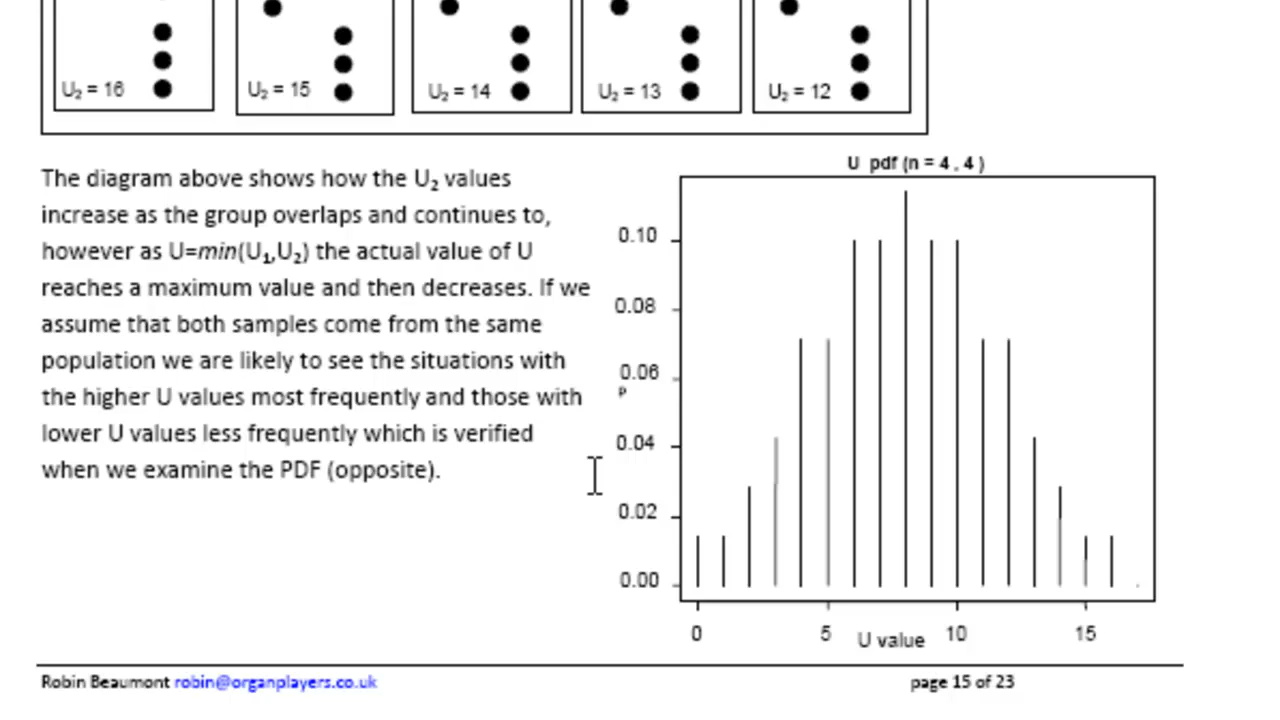 U₂ = 16 U₂ = 15 U₂ = 14 U₂ = 13 U₂ = 12
The diagram above shows how the U₂ values
increase as the group overlaps and continues to,
however as U=min(U₁,U₂) the actual value of U
reaches a maximum value and then decreases. If we
assume that both samples come from the same
population we are likely to see the situations with
the higher U values most frequently and those with
lower U values less frequently which is verified
when we examine the PDF (opposite).
U pdf (n = 4 , 4 )
0.10
0.08
0.06
P
0.04
0.02
0.00
0 5 10 15
U value
Robin Beaumont robin@organplayers.co.uk page 15 of 23